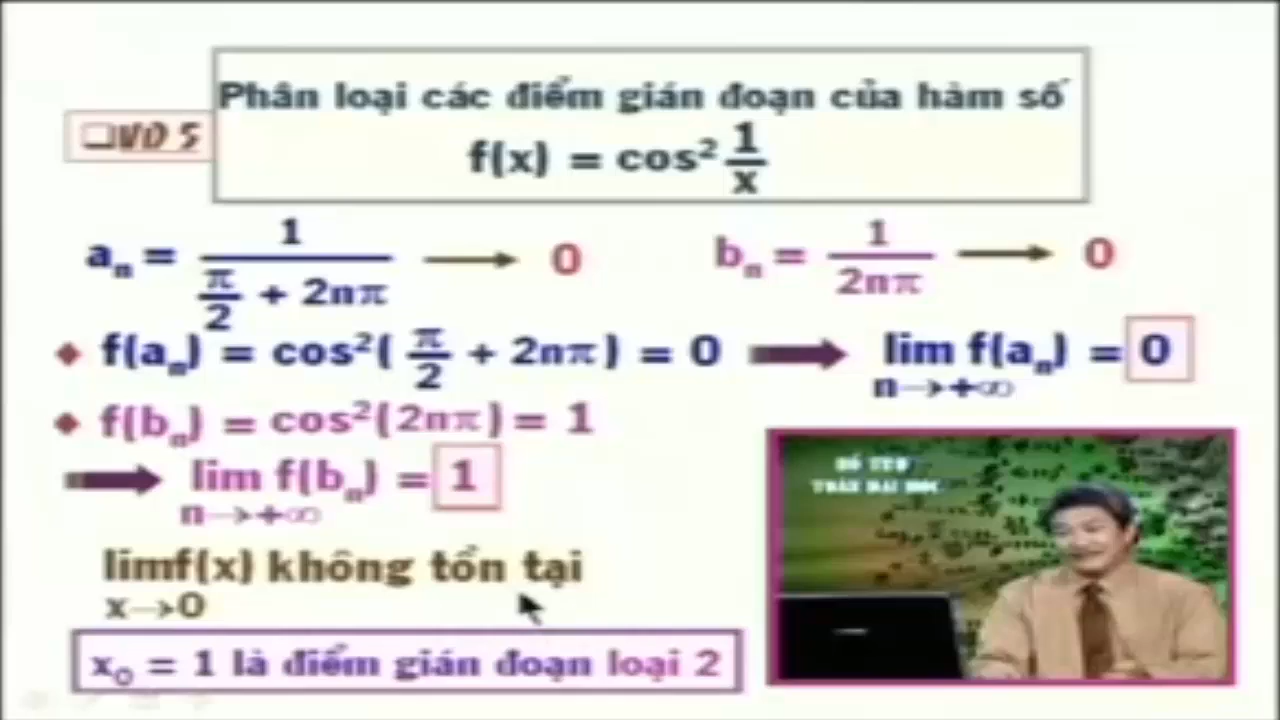 Phân loại các điểm gián đoạn của hàm số
❑VD 5
f(x) = cos² 1/x
aₙ = 1/(π/2 + 2nπ) → 0
bₙ = 1/(2nπ) → 0
f(aₙ) = cos²(π/2 + 2nπ) = 0 ➡ lim f(aₙ) = 0
n→+∞
f(bₙ) = cos²(2nπ) = 1
➡ lim f(bₙ) = 1
n→+∞
limf(x) không tồn tại
x→0
x₀ = 1 là điểm gián đoạn loại 2